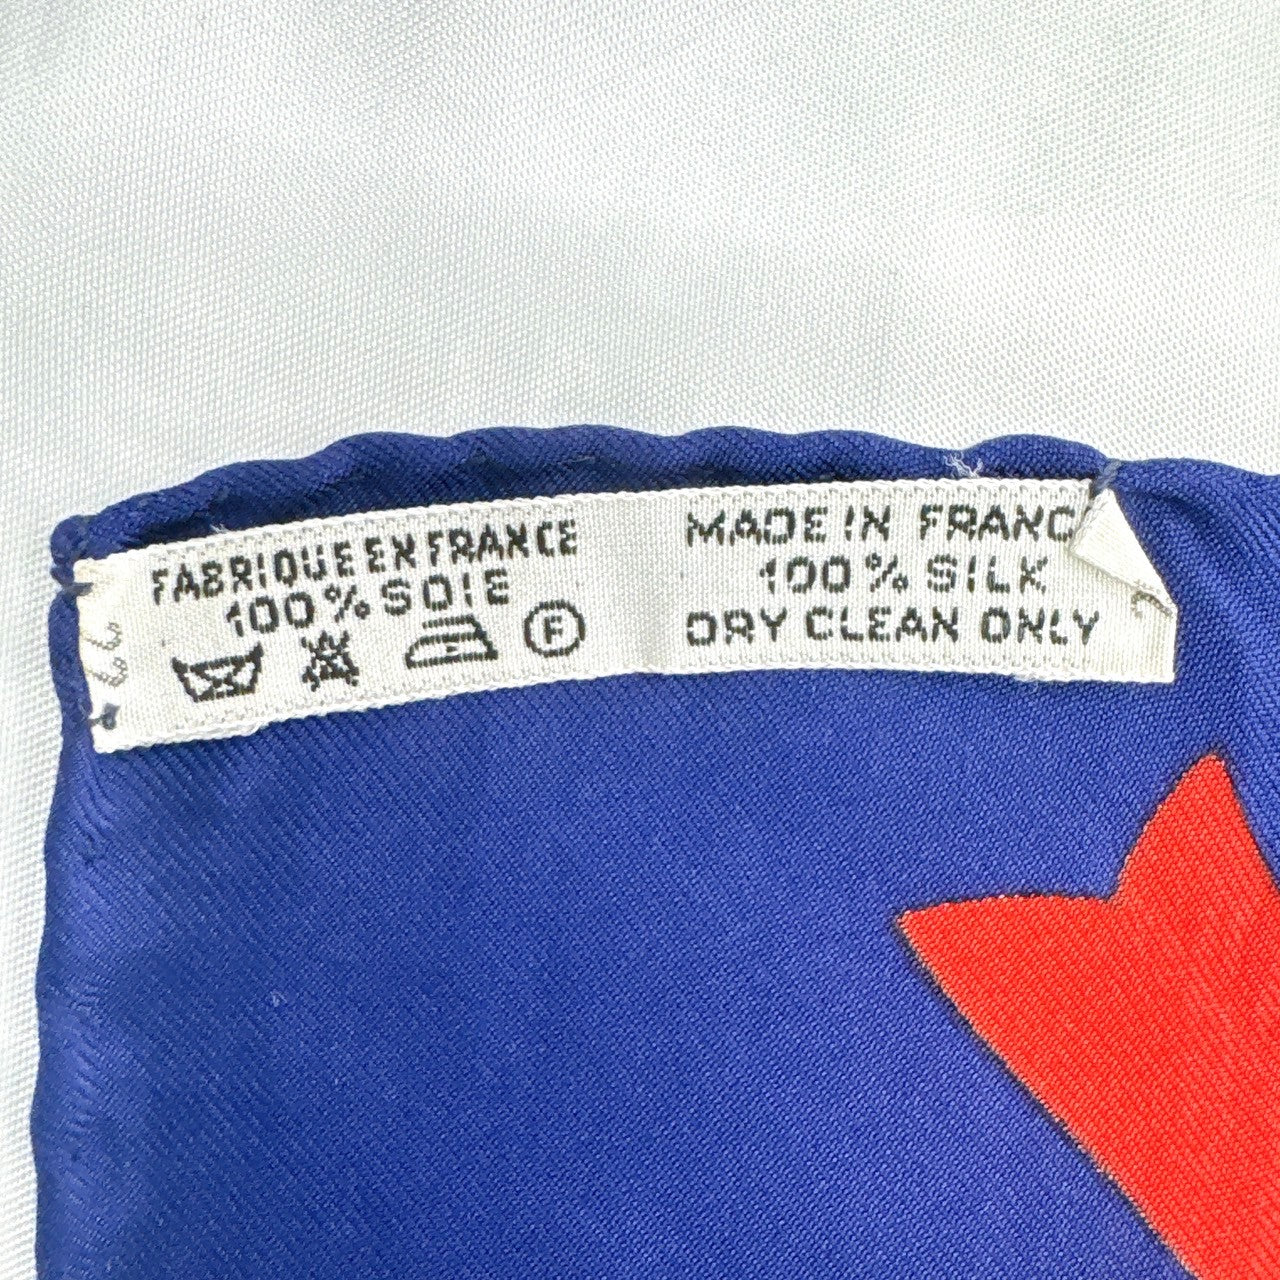 FABRIQUE EN FRANCE
100% SOIE
F
MADE IN FRANC
100% SILK
DRY CLEAN ONLY